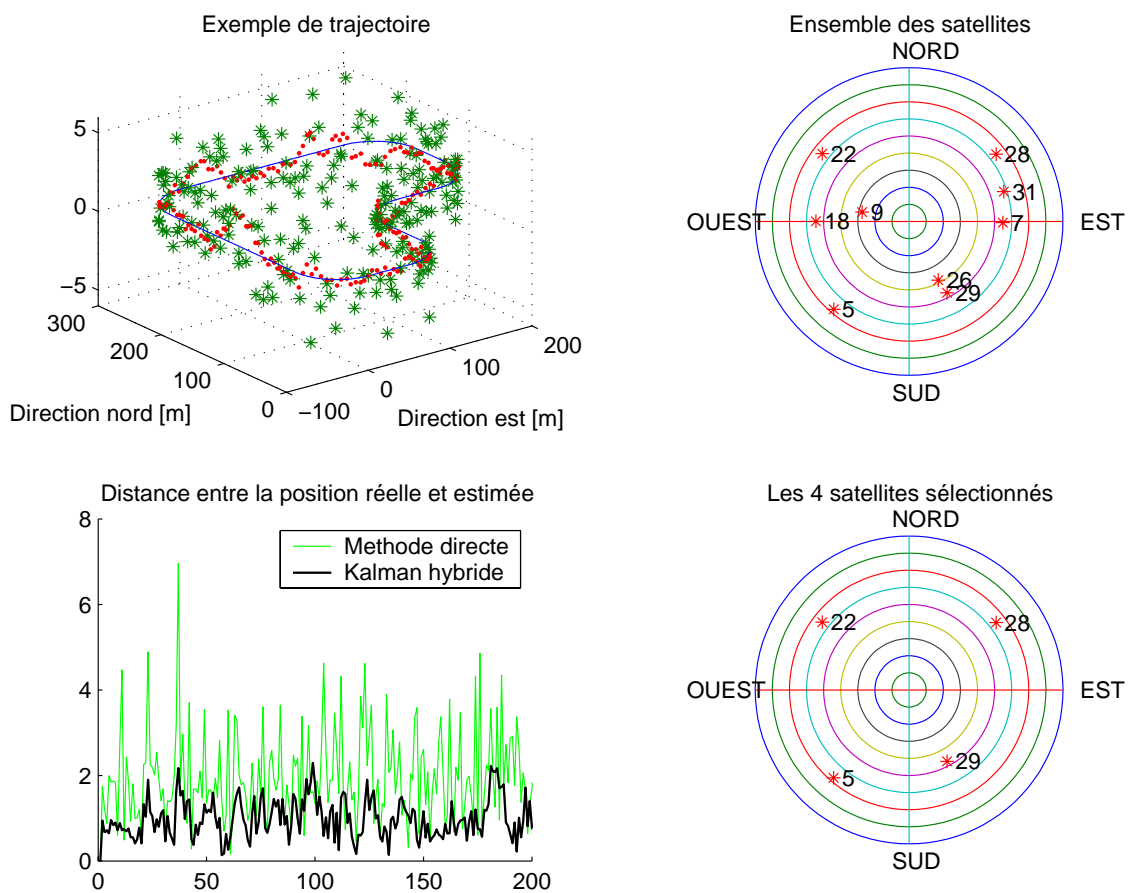 Exemple de trajectoire
5
0
−5
300
200
100
0
−100
0
100
200
Direction nord [m]
Direction est [m]
Ensemble des satellites
NORD
22
28
31
9
18
7
OUEST
EST
26
29
5
SUD
Distance entre la position réelle et estimée
8
6
4
2
0
0
50
100
150
200
Methode directe
Kalman hybride
Les 4 satellites sélectionnés
NORD
22
28
OUEST
EST
29
5
SUD